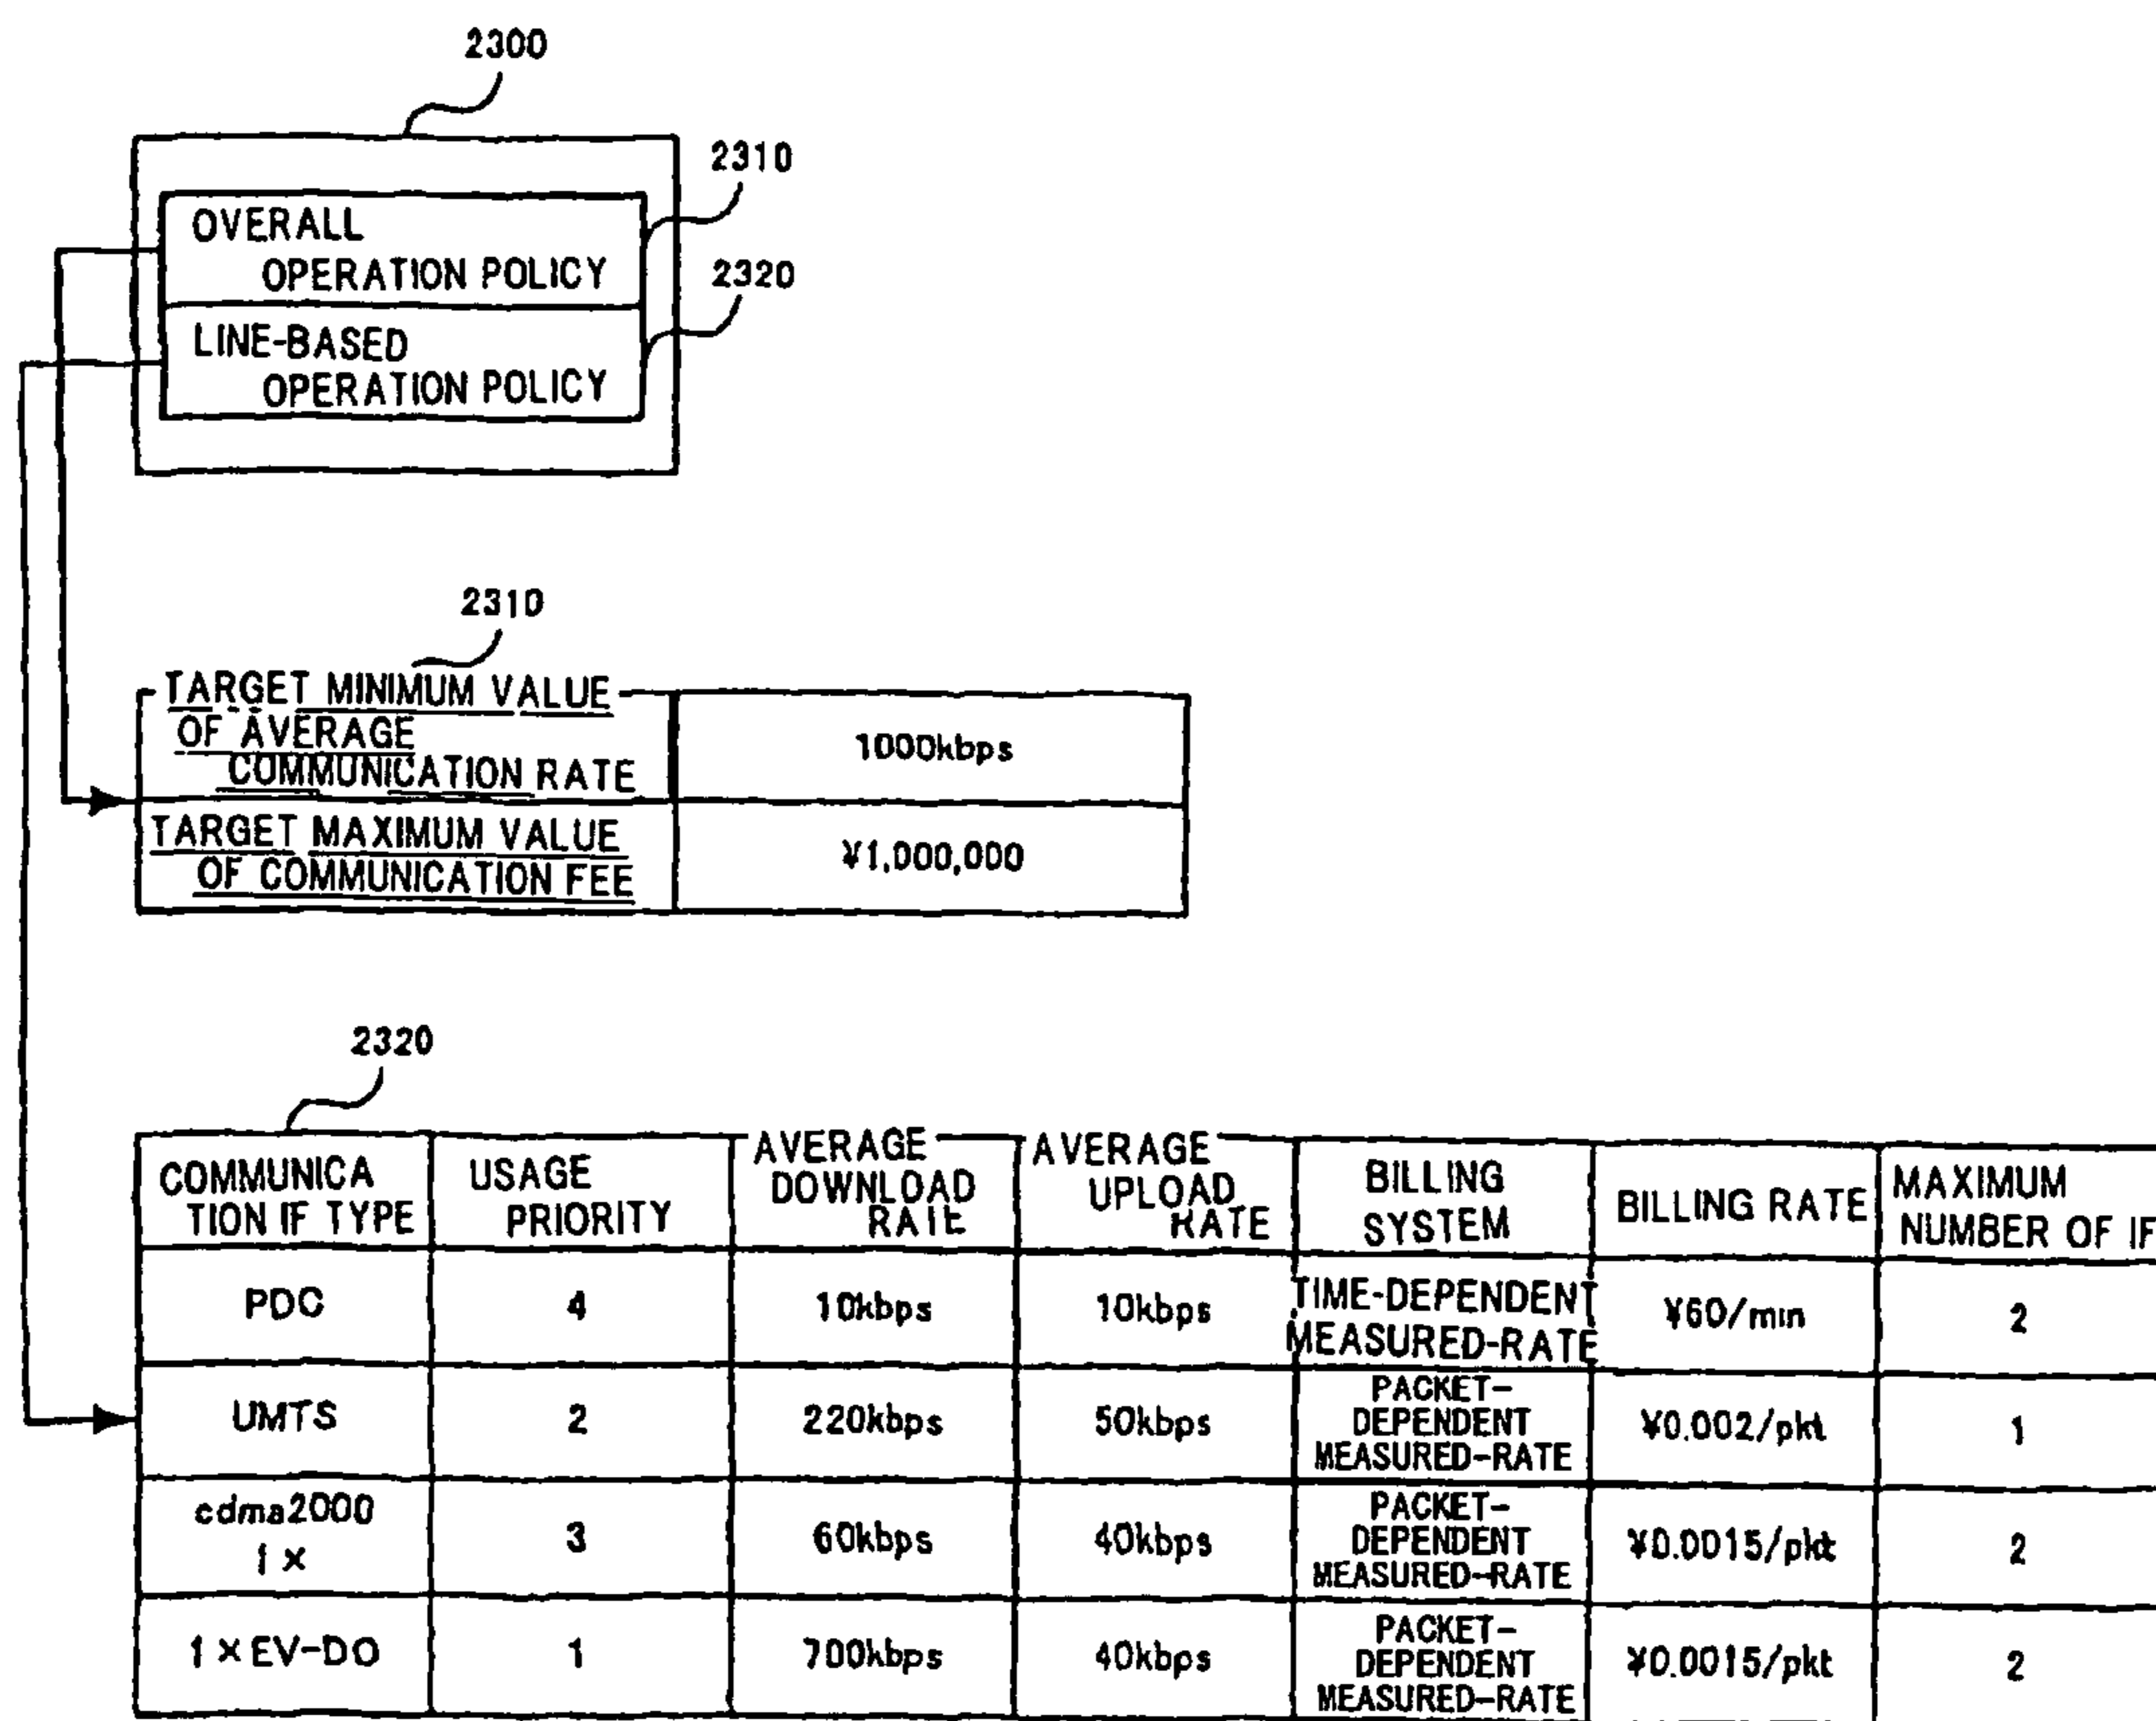 2300
2310
OVERALL
OPERATION POLICY
2320
LINE-BASED
OPERATION POLICY
2310
TARGET MINIMUM VALUE
OF AVERAGE
COMMUNICATION RATE
1000kbps
TARGET MAXIMUM VALUE
OF COMMUNICATION FEE
¥1,000,000
2320
COMMUNICA
TION IF TYPE
USAGE
PRIORITY
AVERAGE
DOWNLOAD
RATE
AVERAGE
UPLOAD
RATE
BILLING
SYSTEM
BILLING RATE
MAXIMUM
NUMBER OF IF
PDC
4
10kbps
10kbps
TIME-DEPENDENT
MEASURED-RATE
¥60/min
2
UMTS
2
220kbps
50kbps
PACKET-
DEPENDENT
MEASURED-RATE
¥0.002/pkt
1
cdma2000
1×
3
60kbps
40kbps
PACKET-
DEPENDENT
MEASURED-RATE
¥0.0015/pkt
2
1×EV-DO
1
700kbps
40kbps
PACKET-
DEPENDENT
MEASURED-RATE
¥0.0015/pkt
2